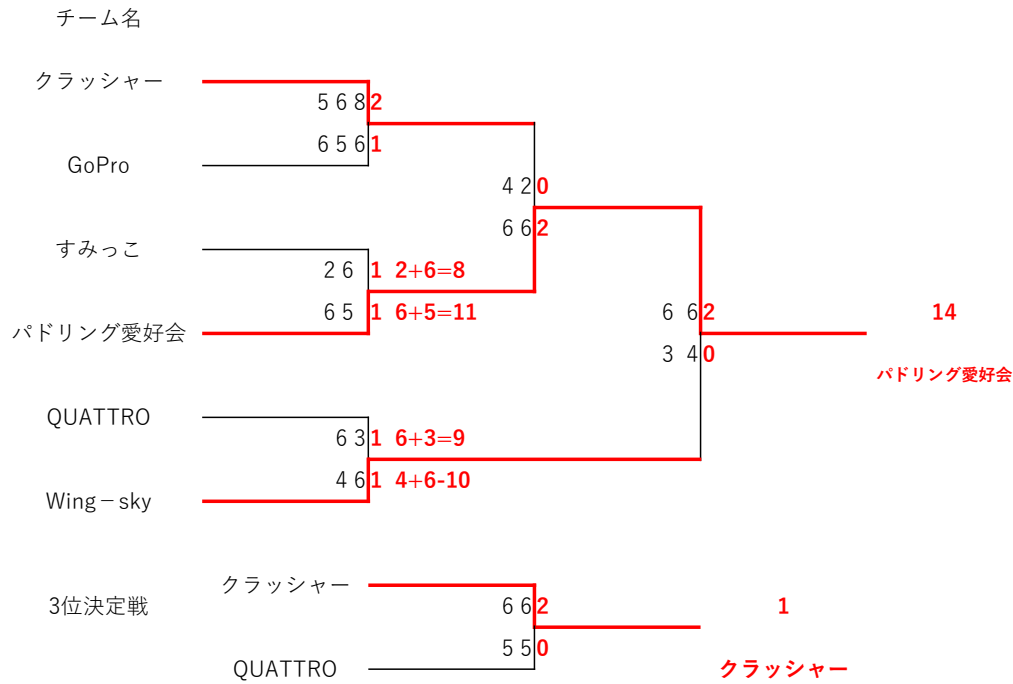 チーム名
クラッシャー
5 6 8 2
6 5 6 1
GoPro
4 2 0
6 6 2
すみっこ
2 6 1 2+6=8
6 5 1 6+5=11
パドリング愛好会
6 6 2
3 4 0
14
パドリング愛好会
QUATTRO
6 3 1 6+3=9
4 6 1 4+6-10
Wing－sky
3位決定戦
クラッシャー
6 6 2
5 5 0
QUATTRO
1
クラッシャー